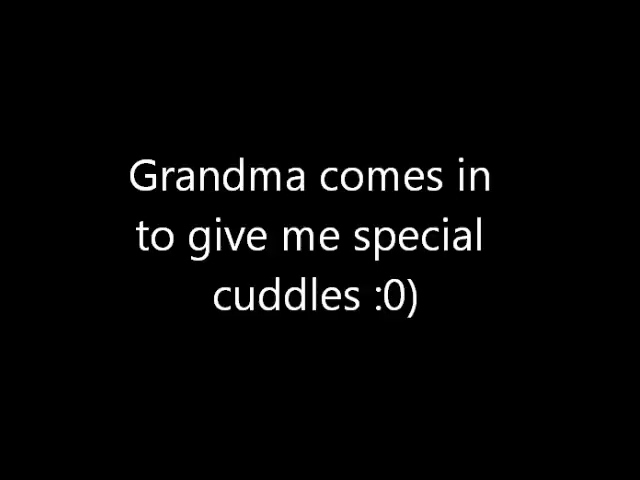 Grandma comes in
to give me special
cuddles :0)